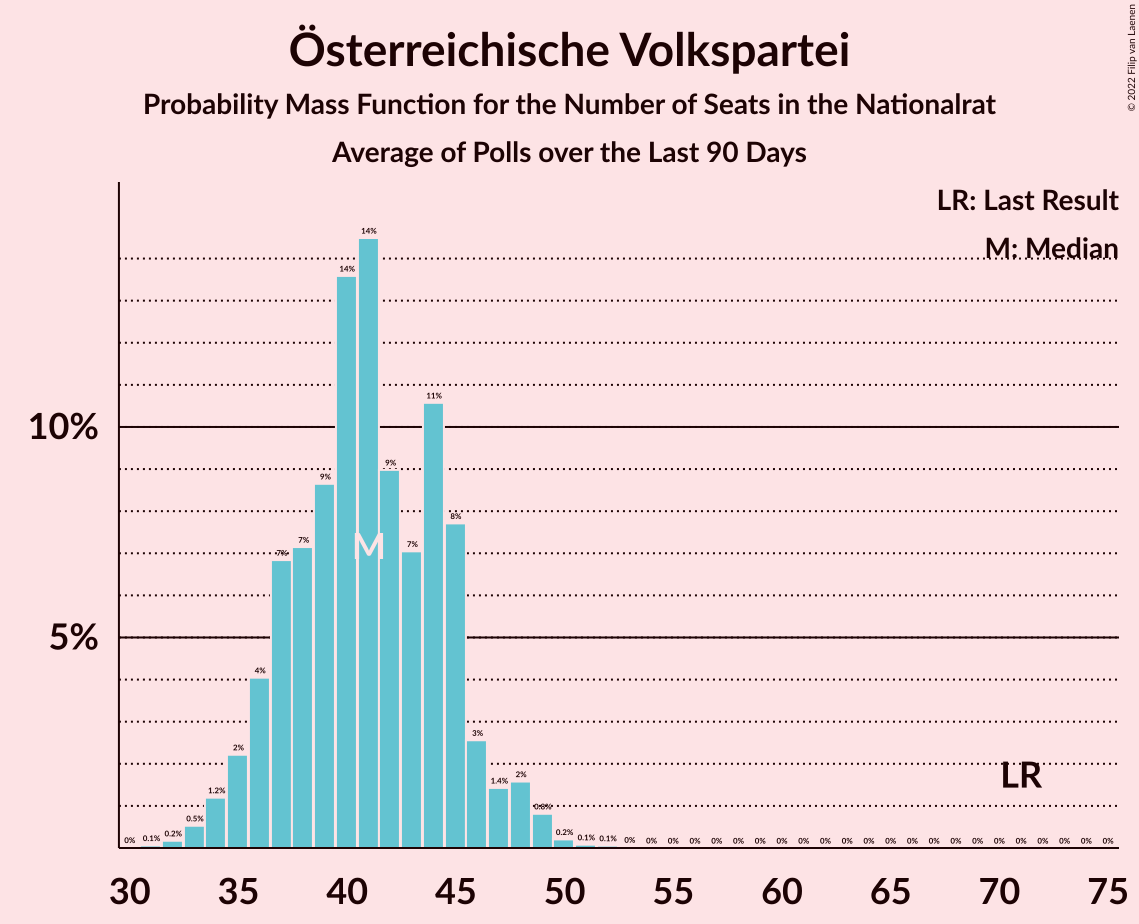 Österreichische Volkspartei
Probability Mass Function for the Number of Seats in the Nationalrat
Average of Polls over the Last 90 Days
© 2022 Filip van Laenen
LR: Last Result
M: Median
10%
5%
0% 0.1% 0.2% 0.5% 1.2% 2% 4% 7% 7% 9% 14% 14% 9% 7% 11% 8% 3% 1.4% 2% 0.8% 0.2% 0.1% 0.1% 0% 0% 0% 0% 0% 0% 0% 0% 0% 0% 0% 0% 0% 0% 0% 0% 0% 0% 0% 0% 0% 0% 0%
M
LR
30 35 40 45 50 55 60 65 70 75